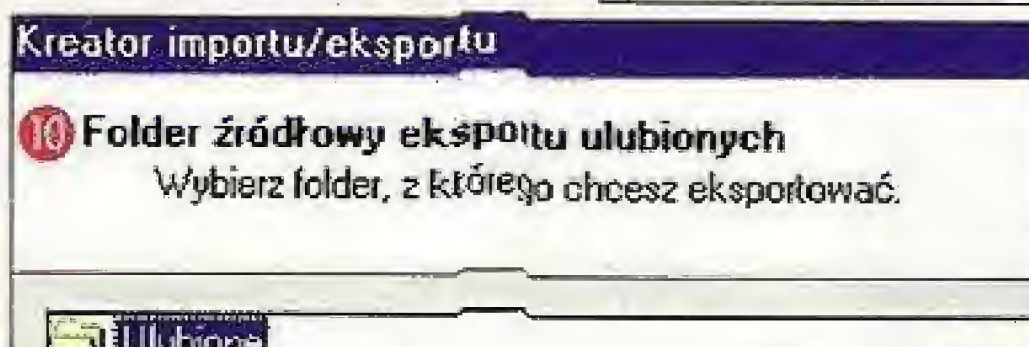 Kreator importu/eksportu
10 Folder źródłowy eksportu ulubionych
Wybierz folder, z którego chcesz eksportować.
Ulubione